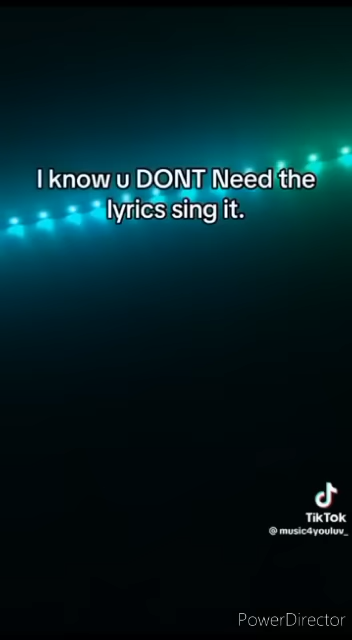 I know u DONT Need the
lyrics sing it.
TikTok
@ music4youluv_
PowerDirector